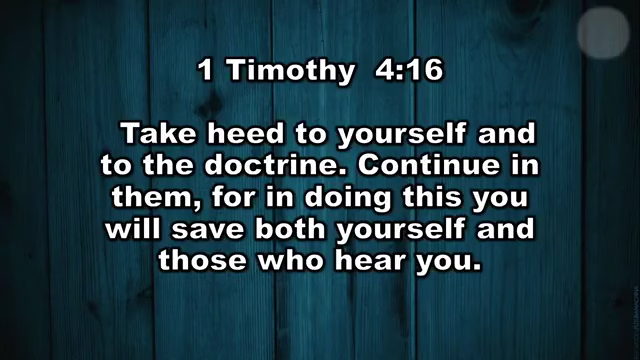 1 Timothy  4:16
Take heed to yourself and
to the doctrine. Continue in
them, for in doing this you
will save both yourself and
those who hear you.